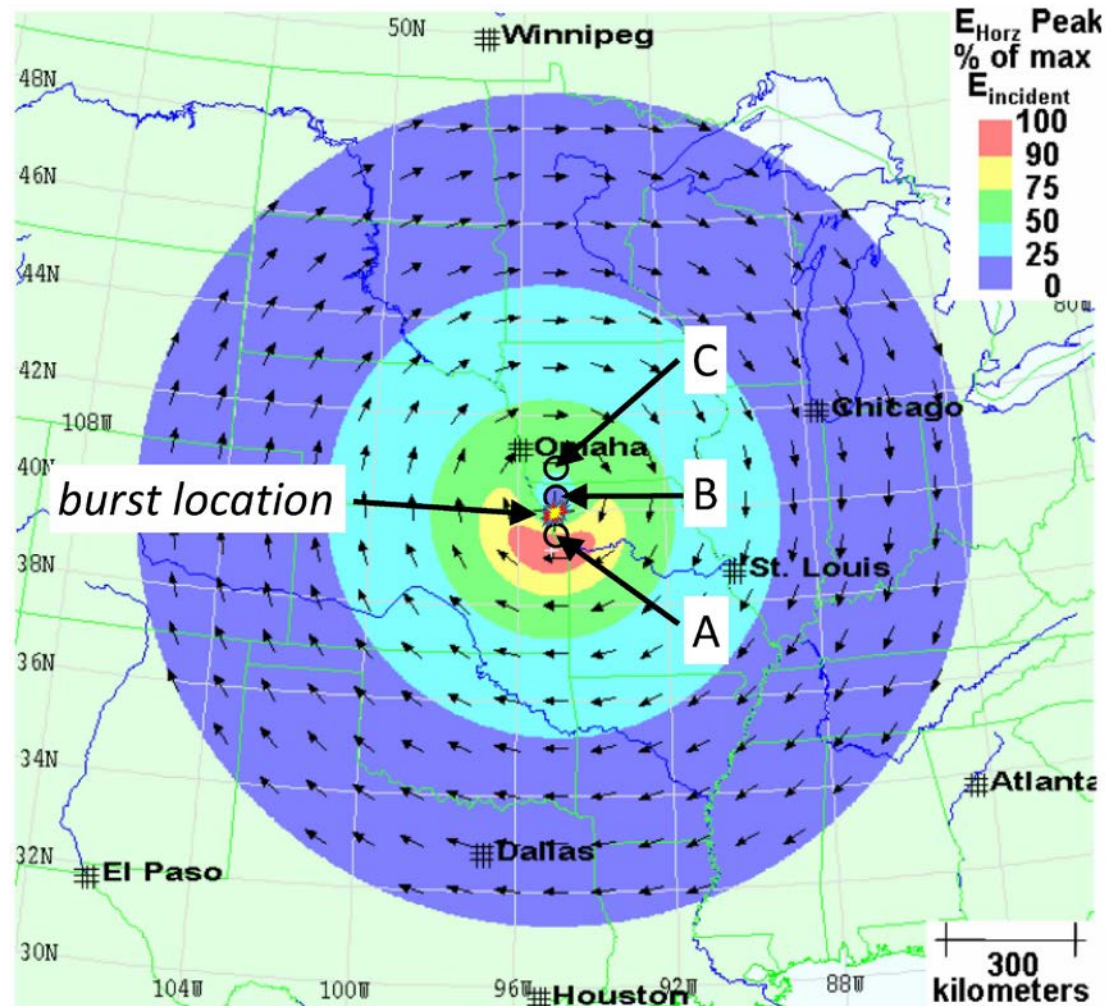 50N
Winnipeg
E Horz Peak
% of max
E incident
100
90
75
50
25
0
48N
46N
44N
42N
108W
40N
38N
36N
34N
32N
30N
80W
C
Chicago
Omaha
burst location
B
St. Louis
A
Atlanta
Dallas
El Paso
Houston
104W
100W
96W
92W
88W
300
kilometers